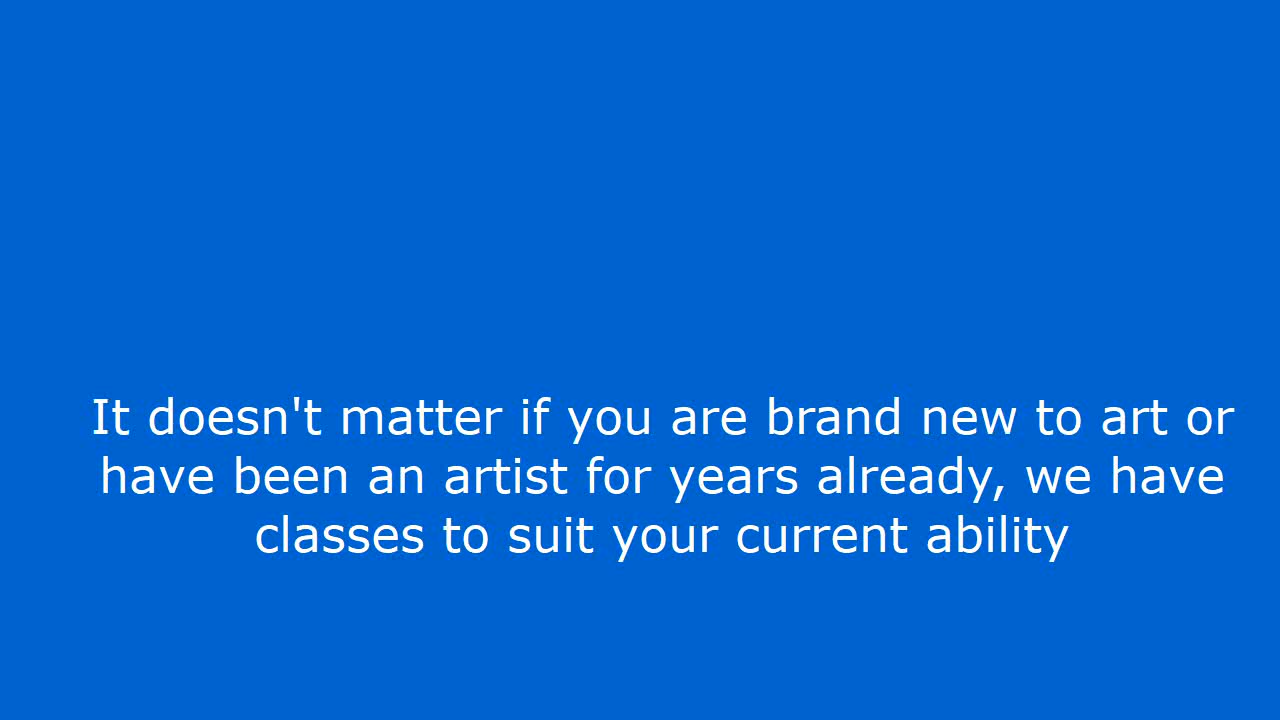 It doesn't matter if you are brand new to art or
have been an artist for years already, we have
classes to suit your current ability